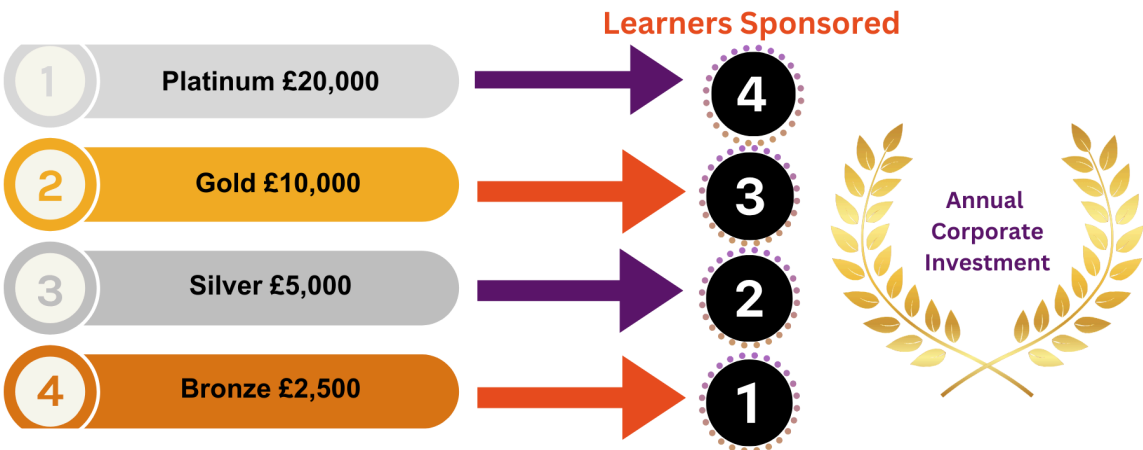 Learners Sponsored
1
Platinum £20,000
4
2
Gold £10,000
3
3
Silver £5,000
2
4
Bronze £2,500
1
Annual
Corporate
Investment